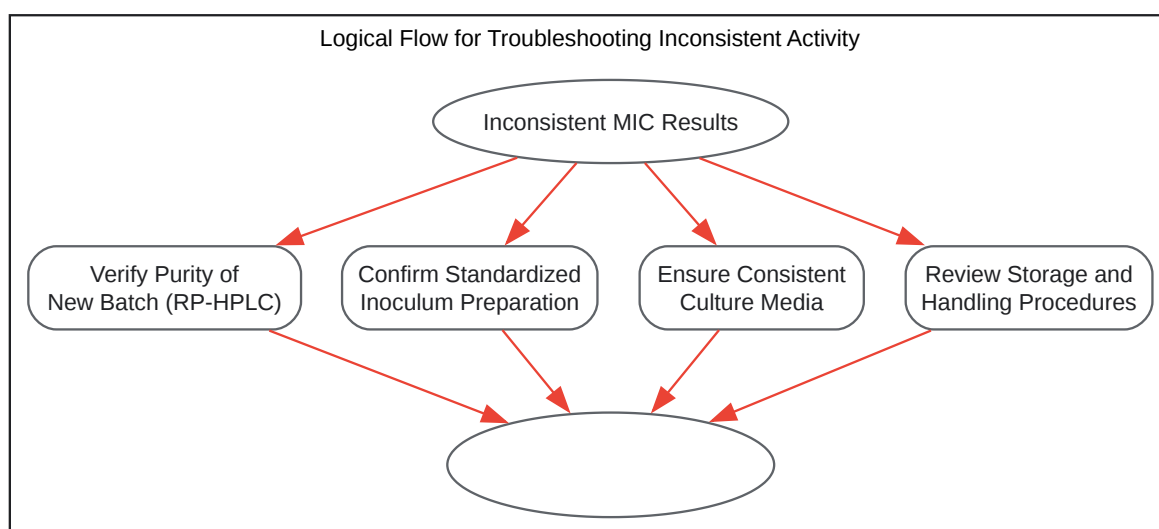 Logical Flow for Troubleshooting Inconsistent Activity
Inconsistent MIC Results
Verify Purity of
New Batch (RP-HPLC)
Confirm Standardized
Inoculum Preparation
Ensure Consistent
Culture Media
Review Storage and
Handling Procedures